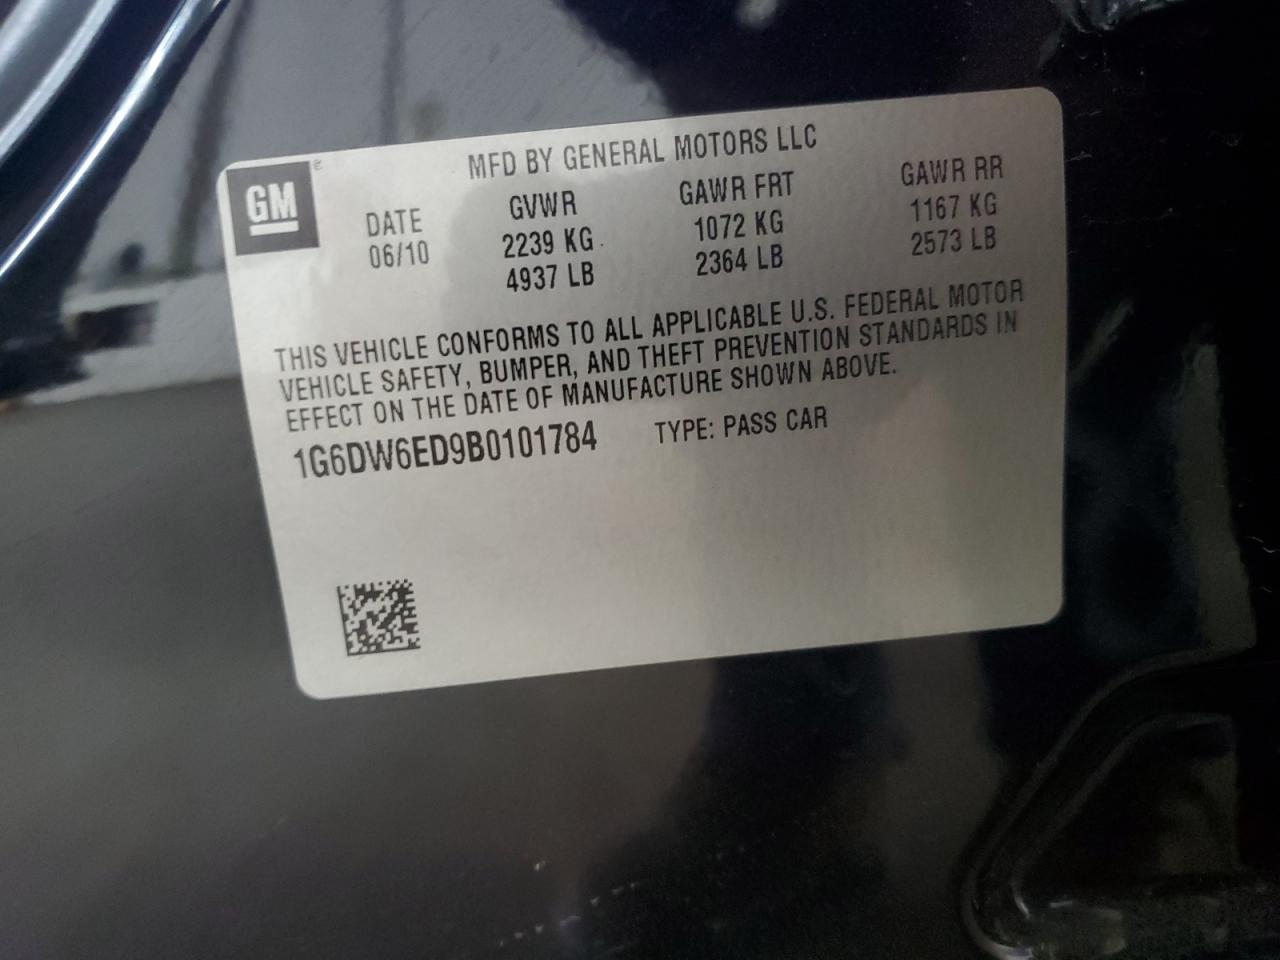 GM®
MFD BY GENERAL MOTORS LLC
DATE
06/10
GVWR
2239 KG
4937 LB
GAWR FRT
1072 KG
2364 LB
GAWR RR
1167 KG
2573 LB
THIS VEHICLE CONFORMS TO ALL APPLICABLE U.S. FEDERAL MOTOR
VEHICLE SAFETY, BUMPER, AND THEFT PREVENTION STANDARDS IN
EFFECT ON THE DATE OF MANUFACTURE SHOWN ABOVE.
1G6DW6ED9B0101784 TYPE: PASS CAR